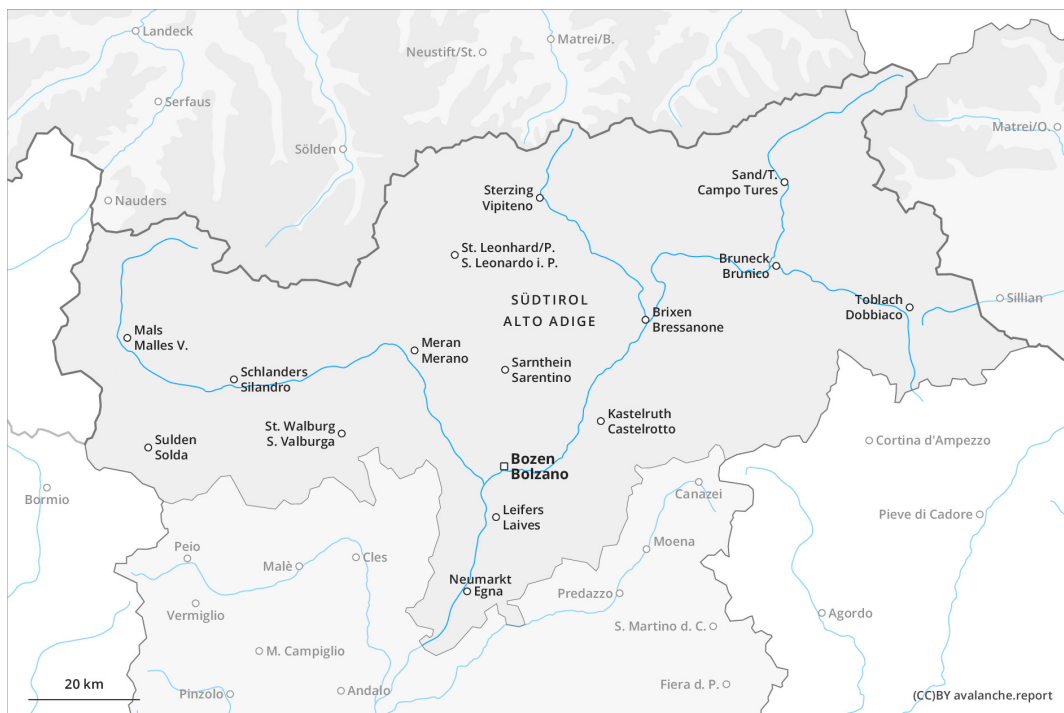 Landeck
Matrei/B.
Neustift/St.
Serfaus
Matrei/O.
Sölden
Sand/T.
Campo Tures
Sterzing
Vipiteno
Nauders
St. Leonhard/P.
S. Leonardo i. P.
Bruneck
Brunico
SÜDTIROL
ALTO ADIGE
Toblach
Dobbiaco
Sillian
Brixen
Bressanone
Mals
Malles V.
Meran
Merano
Sarnthein
Sarentino
Schlanders
Silandro
Kastelruth
Castelrotto
St. Walburg
S. Valburga
Sulden
Solda
Cortina d'Ampezzo
Bozen
Bolzano
Bormio
Canazei
Leifers
Laives
Pieve di Cadore
Peio
Moena
Malè
Cles
Neumarkt
Egna
Predazzo
Vermiglio
Agordo
S. Martino d. C.
M. Campiglio
20 km
Pinzolo
Andalo
Fiera d. P.
(CC)BY avalanche.report